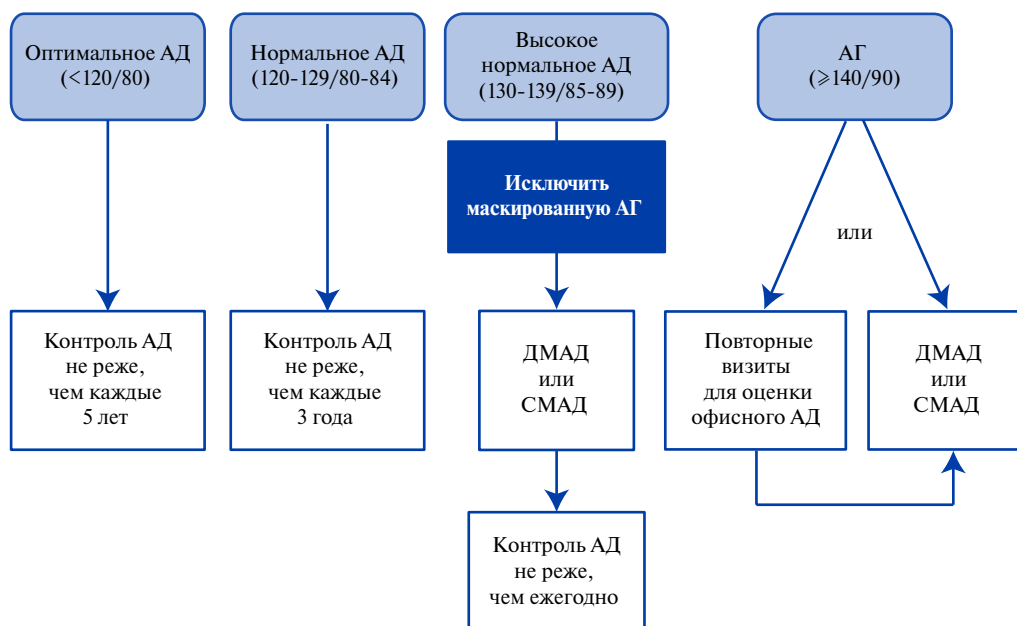 Оптимальное АД
(<120/80)
Нормальное АД
(120-129/80-84)
Высокое
нормальное АД
(130-139/85-89)
АГ
(⩾140/90)
Исключить
маскированную АГ
или
Контроль АД
не реже,
чем каждые
5 лет
Контроль АД
не реже,
чем каждые
3 года
ДМАД
или
СМАД
Повторные
визиты
для оценки
офисного АД
ДМАД
или
СМАД
Контроль АД
не реже,
чем ежегодно